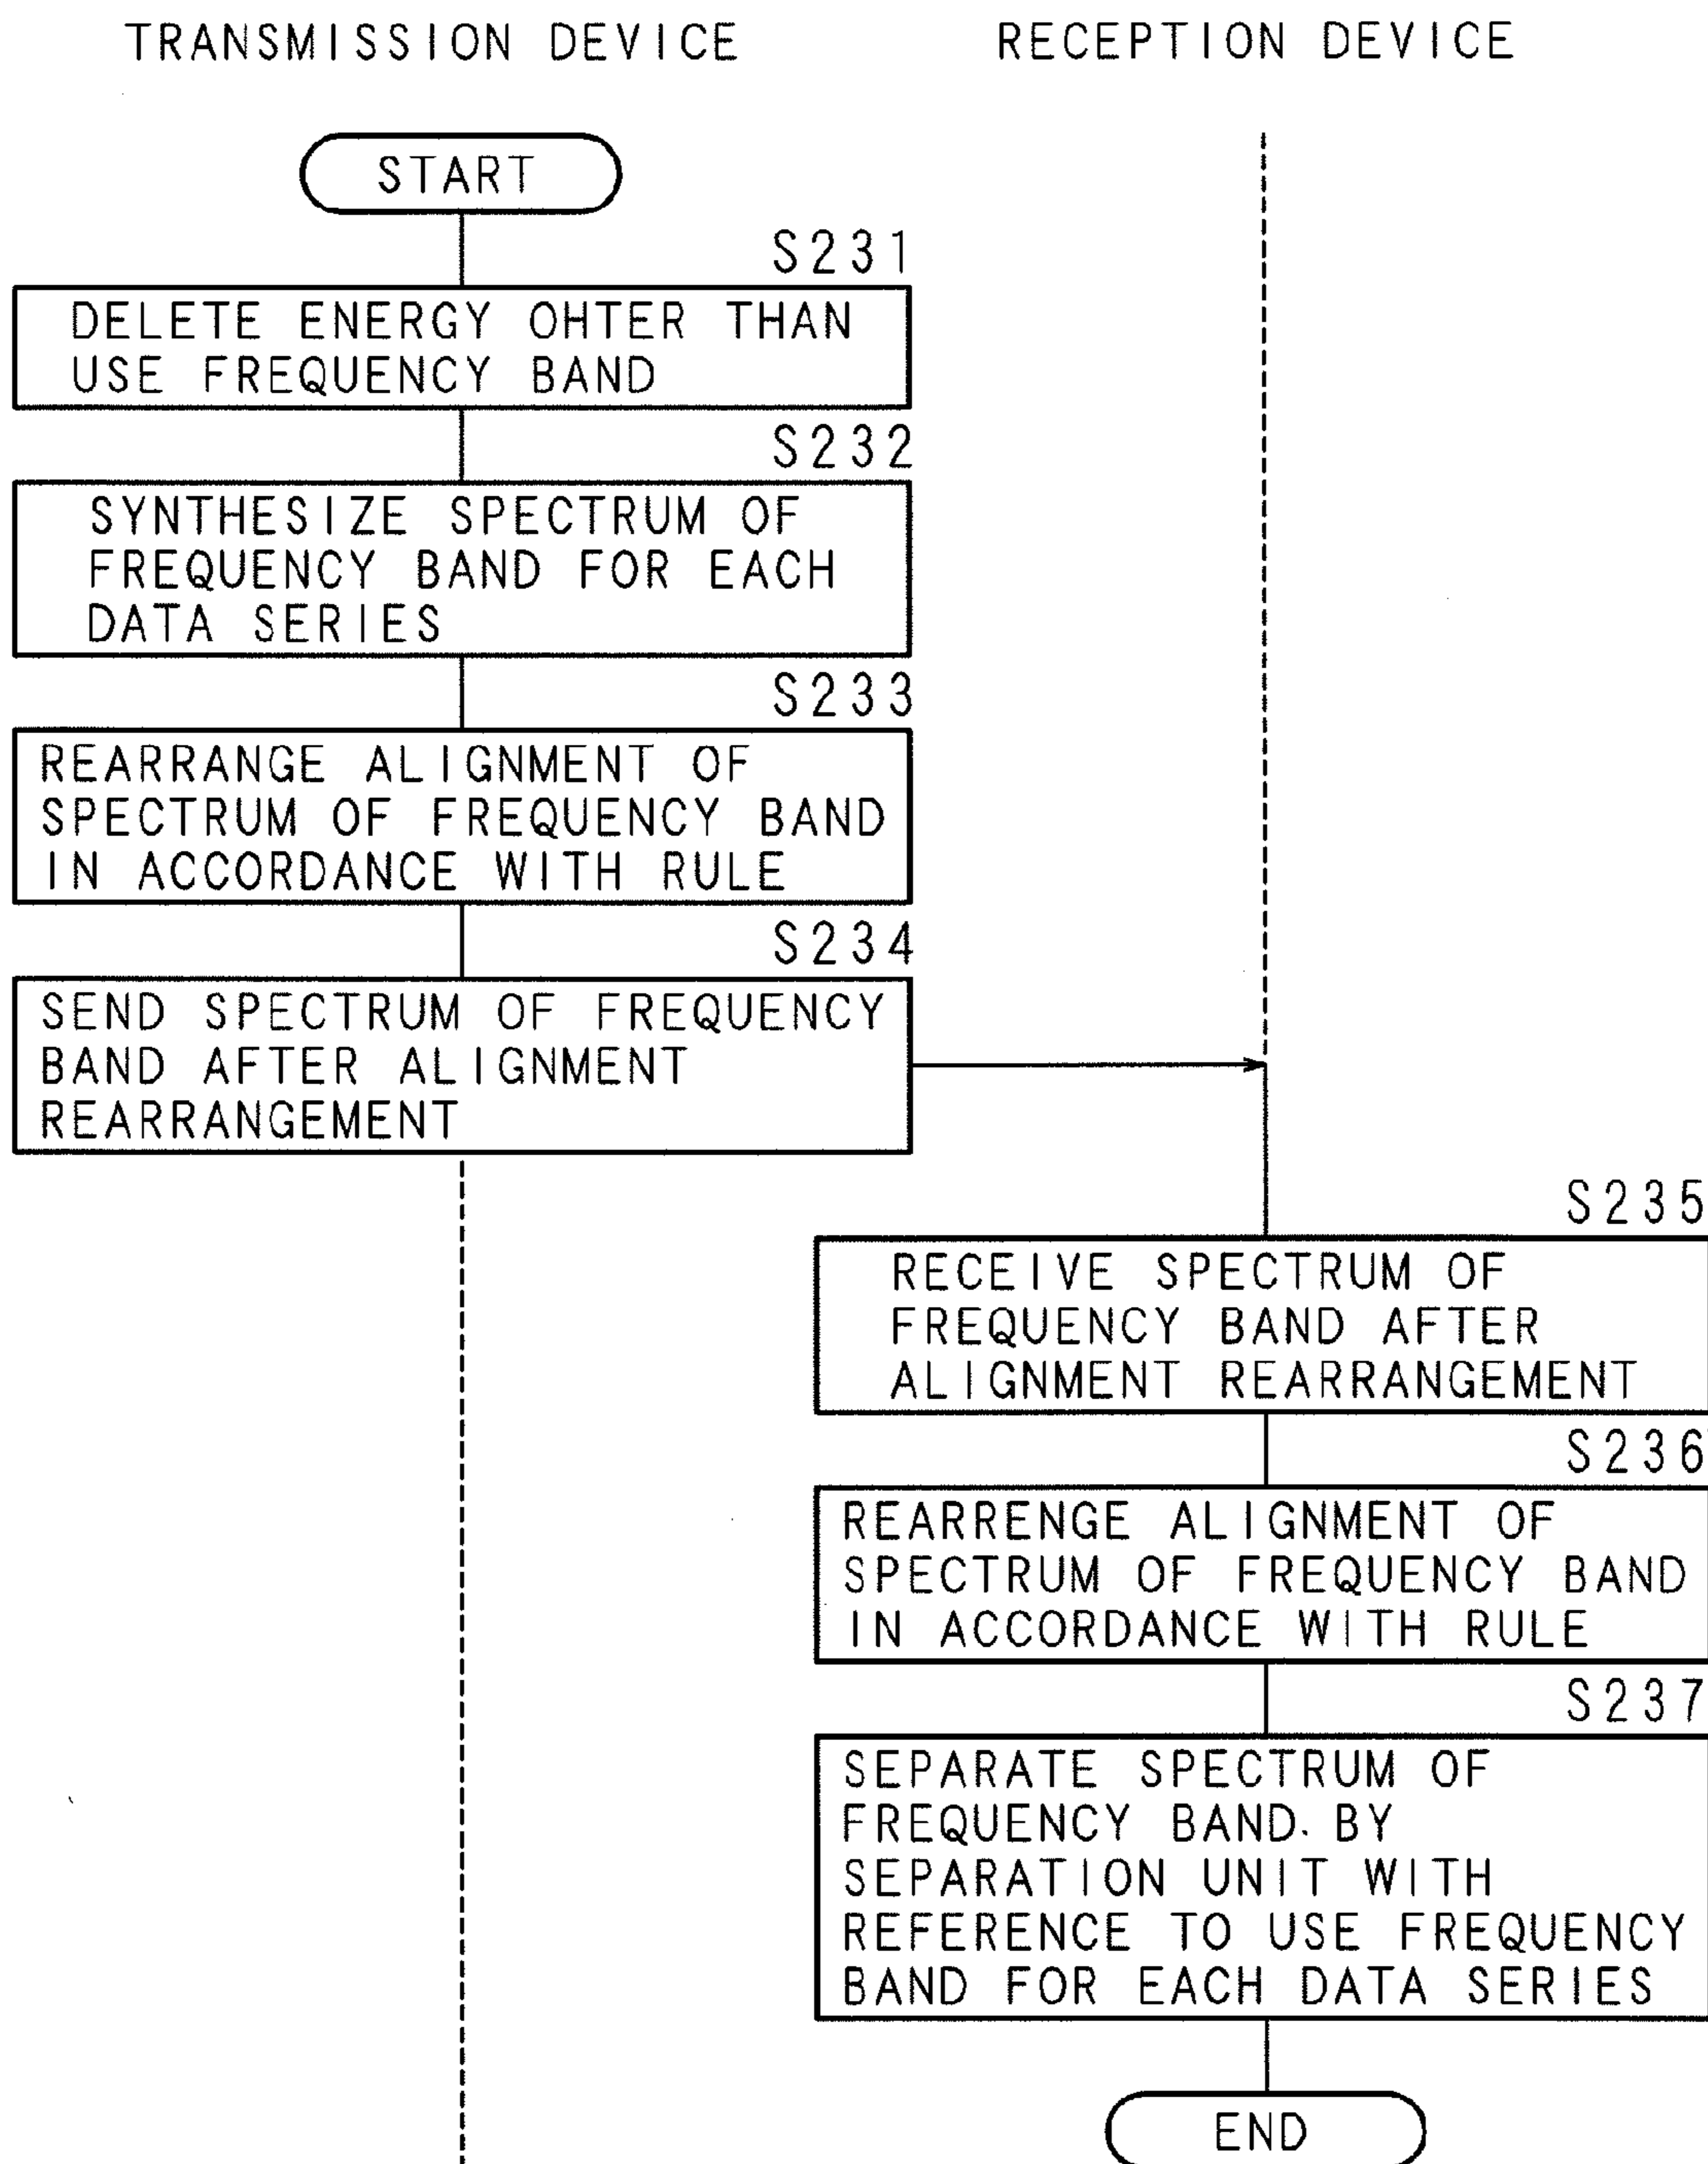 TRANSMISSION DEVICE
RECEPTION DEVICE
START
S231
DELETE ENERGY OHTER THAN
USE FREQUENCY BAND
S232
SYNTHESIZE SPECTRUM OF
FREQUENCY BAND FOR EACH
DATA SERIES
S233
REARRANGE ALIGNMENT OF
SPECTRUM OF FREQUENCY BAND
IN ACCORDANCE WITH RULE
S234
SEND SPECTRUM OF FREQUENCY
BAND AFTER ALIGNMENT
REARRANGEMENT
S235
RECEIVE SPECTRUM OF
FREQUENCY BAND AFTER
ALIGNMENT REARRANGEMENT
S236
REARRENGE ALIGNMENT OF
SPECTRUM OF FREQUENCY BAND
IN ACCORDANCE WITH RULE
S237
SEPARATE SPECTRUM OF
FREQUENCY BAND. BY
SEPARATION UNIT WITH
REFERENCE TO USE FREQUENCY
BAND FOR EACH DATA SERIES
END